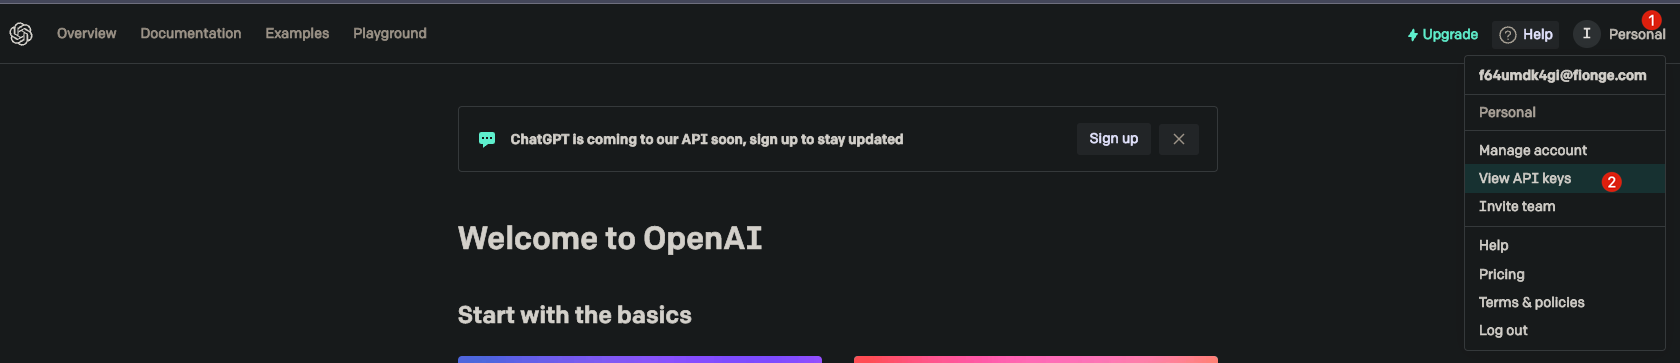 Overview Documentation Examples Playground Upgrade ? Help I Personal 1
f64umdk4gl@flonge.com
Personal
ChatGPT is coming to our API soon, sign up to stay updated Sign up
Manage account
View API keys 2
Invite team
Welcome to OpenAI
Help
Pricing
Terms & policies
Start with the basics
Log out